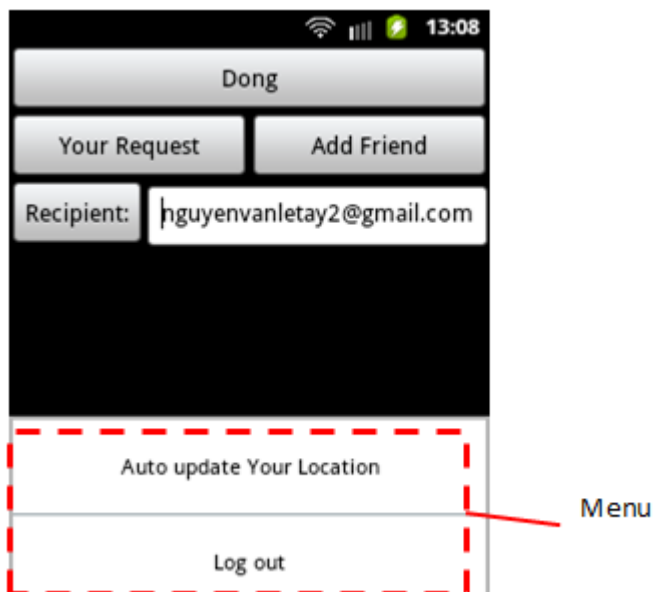 13:08
Dong
Your Request Add Friend
Recipient: nguyenvanletay2@gmail.com
Auto update Your Location
Menu
Log out